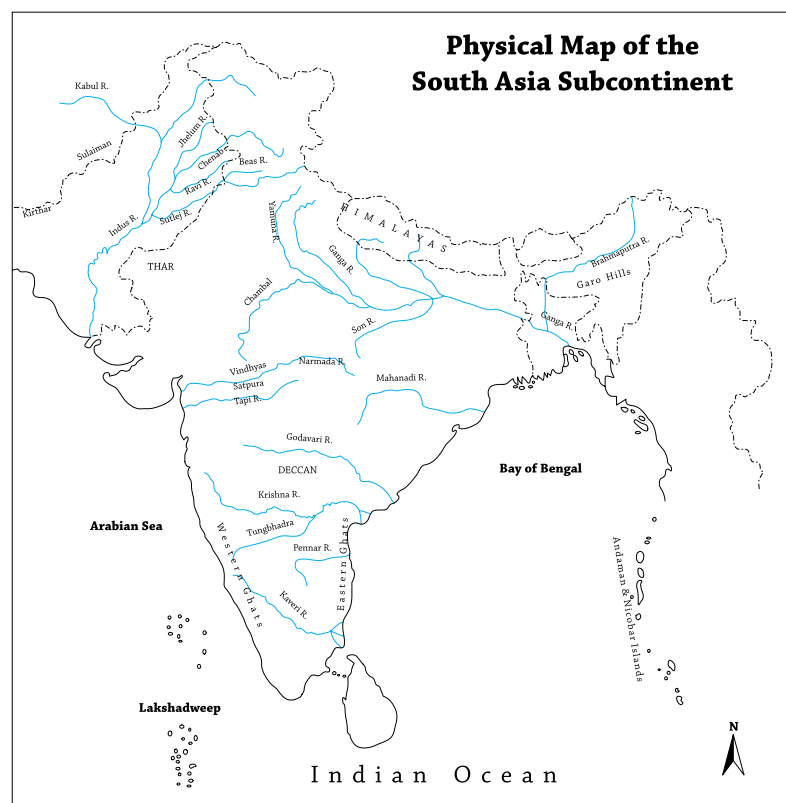 Physical Map of the
South Asia Subcontinent
Kabul R.
Jhelum R.
Sulaiman
Chenab
Beas R.
Ravi R.
Kirthar
Indus R.
Sutlej R.
Yamuna R.
HIMALAYAS
Ganga R.
Brahmaputra R.
THAR
Garo Hills
Chambal
Son R.
Ganga R.
Vindhyas
Narmada R.
Satpura
Tapi R.
Mahanadi R.
Godavari R.
DECCAN
Bay of Bengal
Krishna R.
Arabian Sea
Tungbhadra
Western Ghats
Eastern Ghats
Pennar R.
Kaveri R.
Andaman & Nicobar Islands
Lakshadweep
N
Indian Ocean